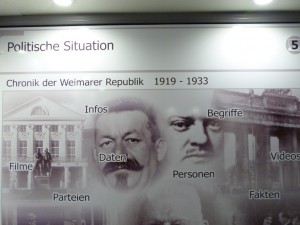 Politische Situation
5
Chronik der Weimarer Republik 1919 - 1933
Infos
Begriffe
Filme
Daten
Videos
Personen
Parteien
Fakten